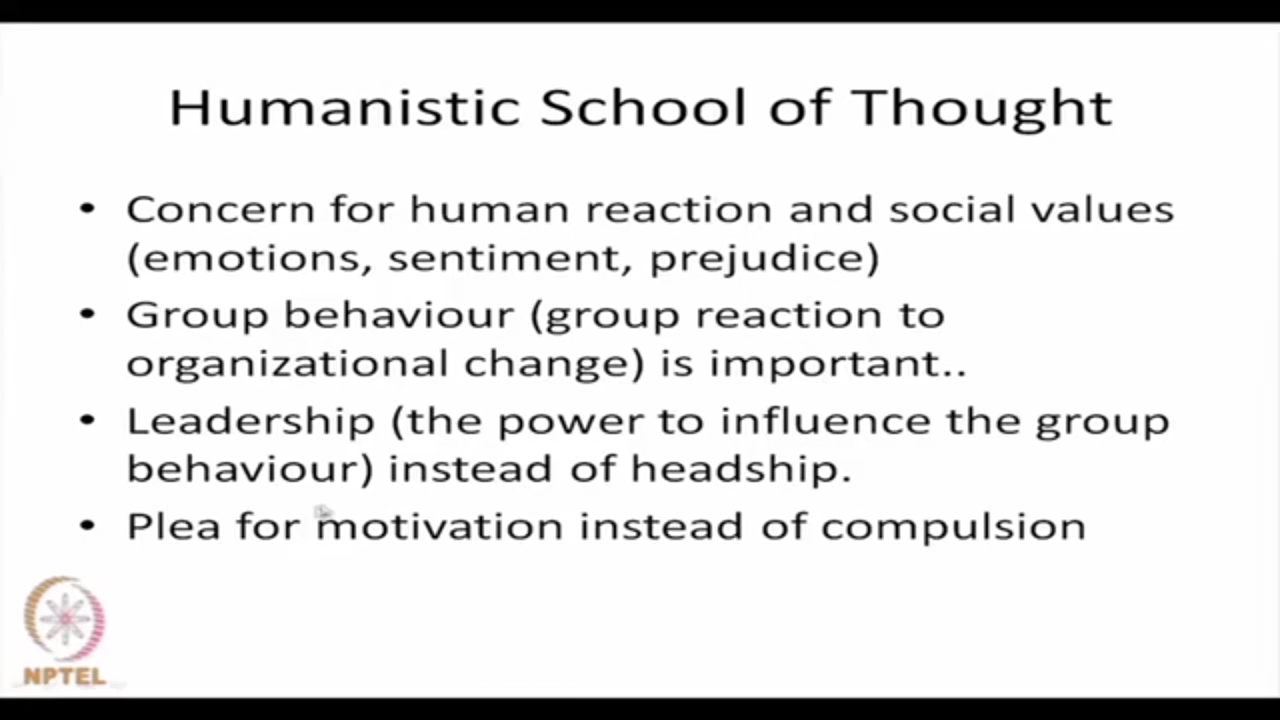 Humanistic School of Thought
• Concern for human reaction and social values
(emotions, sentiment, prejudice)
• Group behaviour (group reaction to
organizational change) is important..
• Leadership (the power to influence the group
behaviour) instead of headship.
• Plea for motivation instead of compulsion
NPTEL